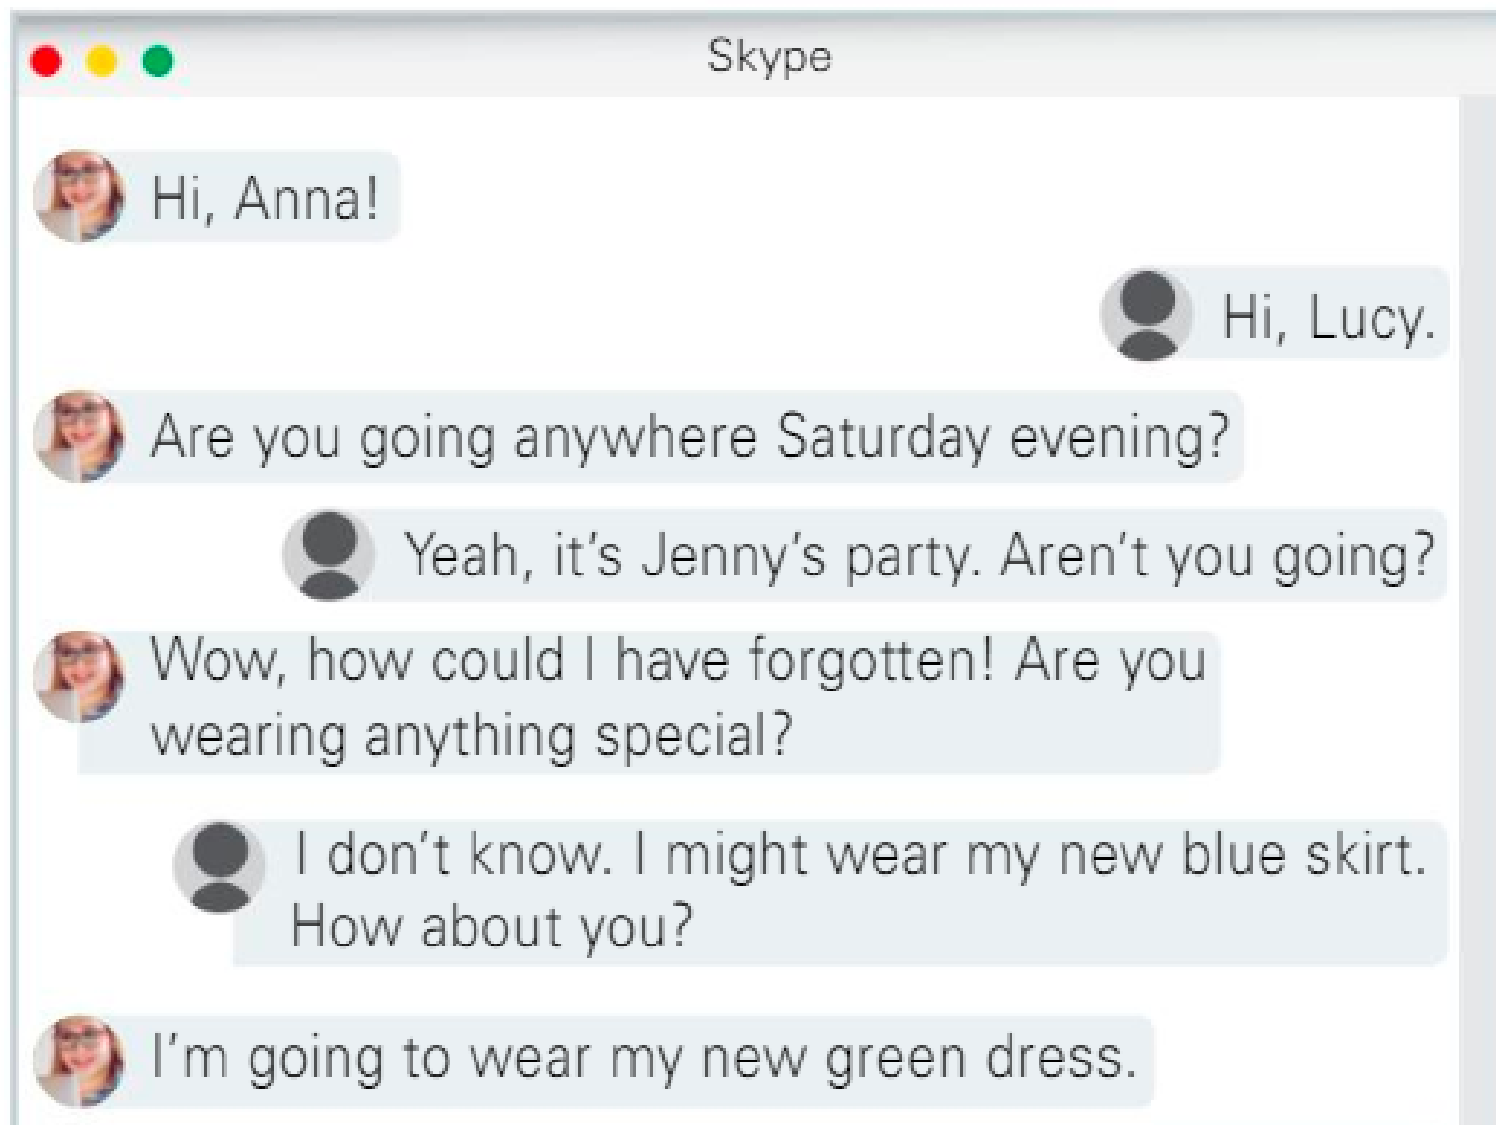 Skype
Hi, Anna!
Hi, Lucy.
Are you going anywhere Saturday evening?
Yeah, it’s Jenny’s party. Aren’t you going?
Wow, how could I have forgotten! Are you
wearing anything special?
I don’t know. I might wear my new blue skirt.
How about you?
I’m going to wear my new green dress.